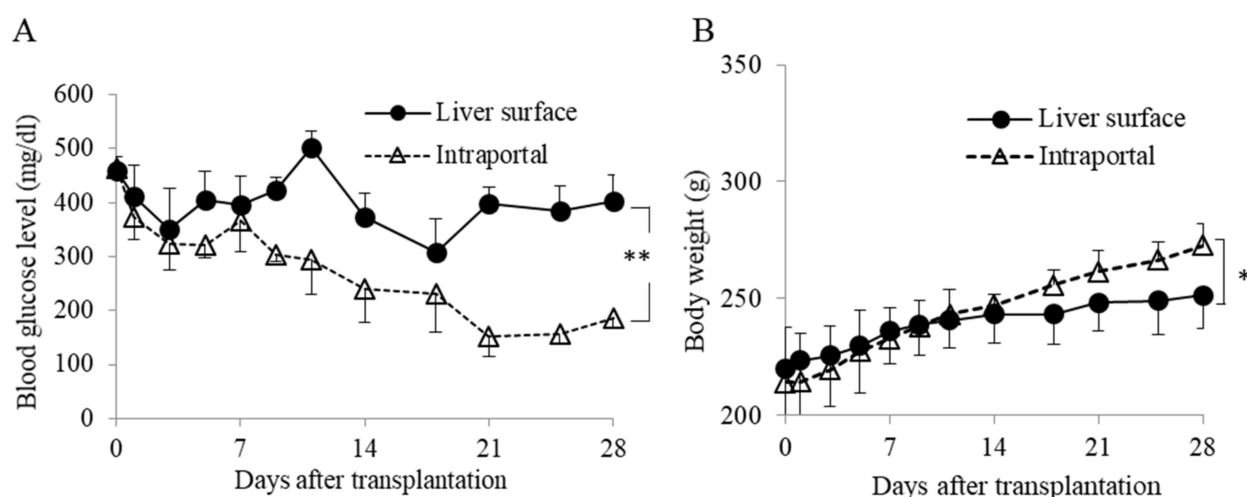 A
Blood glucose level (mg/dl)
600
500
400
300
200
100
0
Liver surface
Intraportal
**
0 7 14 21 28
Days after transplantation
B
Body weight (g)
350
300
250
200
Liver surface
Intraportal
*
0 7 14 21 28
Days after transplantation